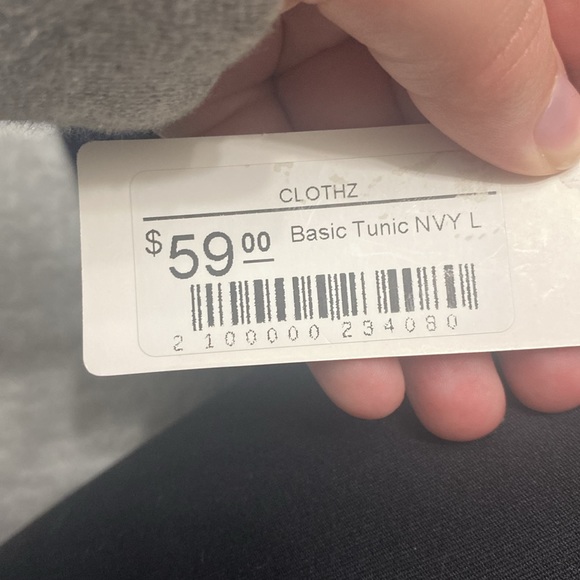 CLOTHZ
$59.00 Basic Tunic NVY L
2 100000 234080